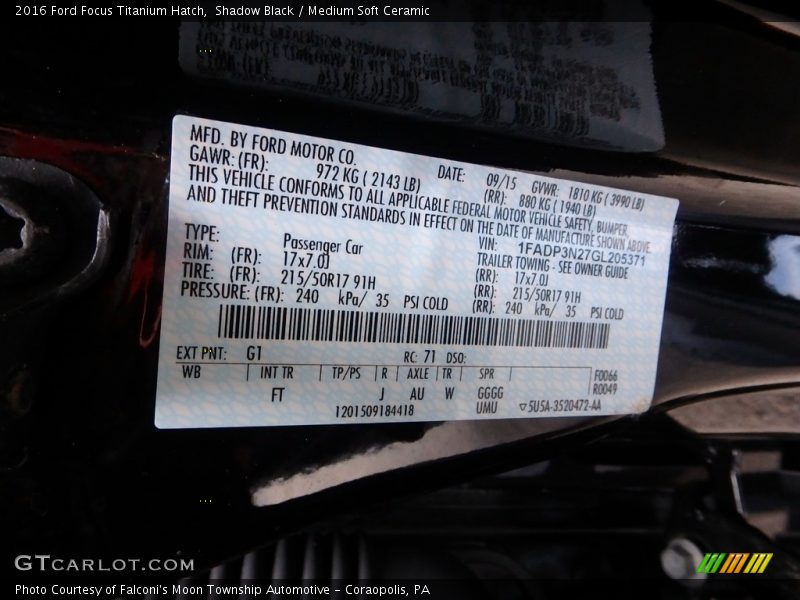 2016 Ford Focus Titanium Hatch, Shadow Black / Medium Soft Ceramic
MFD. BY FORD MOTOR CO.
DATE: 09/15 GVWR: 1810 KG ( 3990 LB)
GAWR: (FR): 972 KG ( 2143 LB) (RR): 880 KG ( 1940 LB)
THIS VEHICLE CONFORMS TO ALL APPLICABLE FEDERAL MOTOR VEHICLE SAFETY, BUMPER,
AND THEFT PREVENTION STANDARDS IN EFFECT ON THE DATE OF MANUFACTURE SHOWN ABOVE.
VIN: 1FADP3N27GL205371
TYPE: Passenger Car TRAILER TOWING - SEE OWNER GUIDE
RIM: (FR): 17x7.0J (RR): 17x7.0J
TIRE: (FR): 215/50R17 91H (RR): 215/50R17 91H
PRESSURE: (FR): 240 kPa/ 35 PSI COLD (RR): 240 kPa/ 35 PSI COLD
EXT PNT: G1 RC: 71 DSO:
WB INT TR TP/PS R AXLE TR SPR F0066
R0049
FT J AU W GGGG
1201509184418 UMU ▽5U5A-3520472-AA
GTCARLOT.COM
Photo Courtesy of Falconi's Moon Township Automotive - Coraopolis, PA